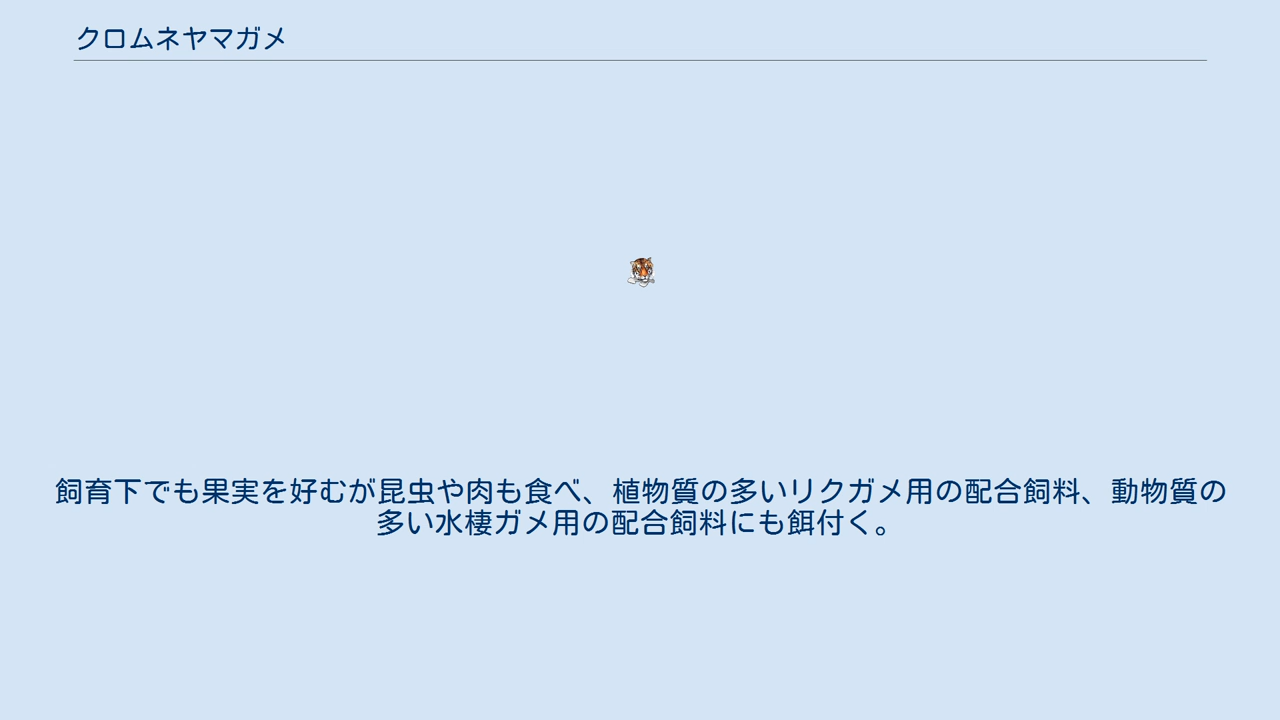 クロムネヤマガメ
飼育下でも果実を好むが昆虫や肉も食べ、植物質の多いリクガメ用の配合飼料、動物質の
多い水棲ガメ用の配合飼料にも餌付く。